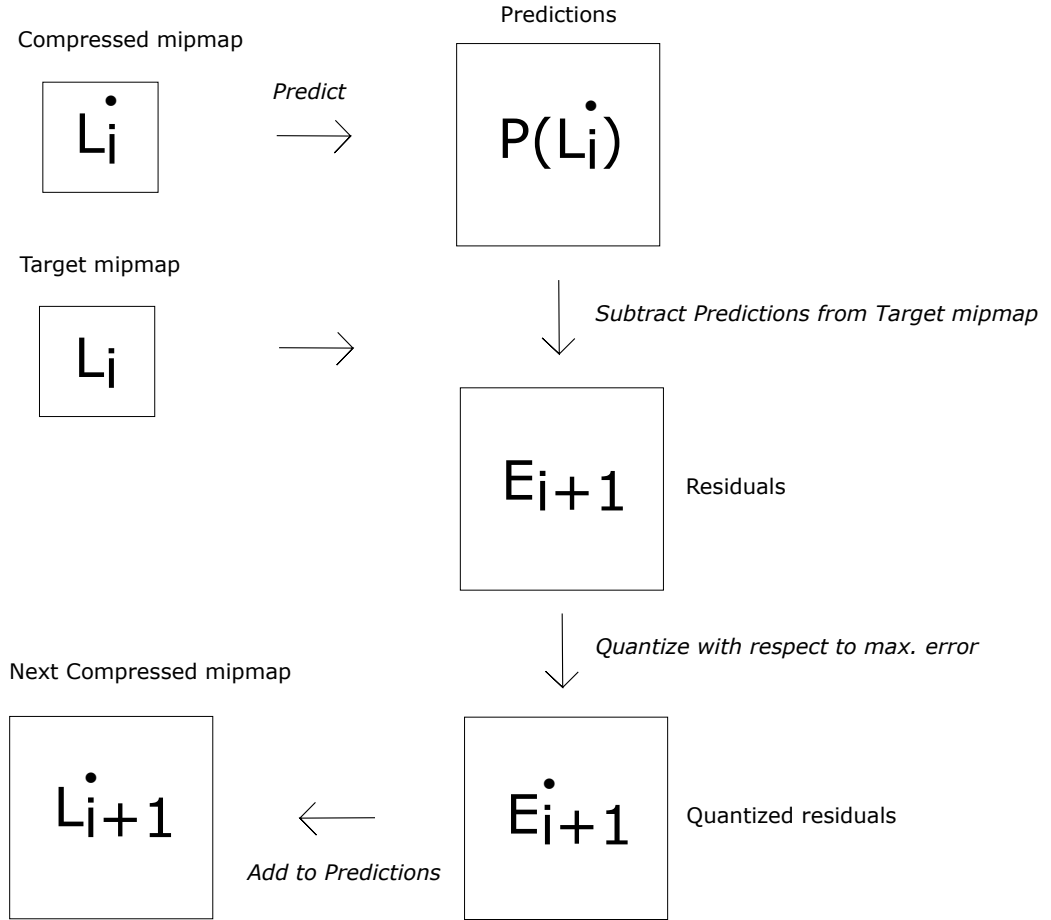 Predictions
Compressed mipmap
L̇i
Predict
P(L̇i)
Target mipmap
Li
Subtract Predictions from Target mipmap
Ei+1
Residuals
Quantize with respect to max. error
Next Compressed mipmap
L̇i+1
Ėi+1
Quantized residuals
Add to Predictions